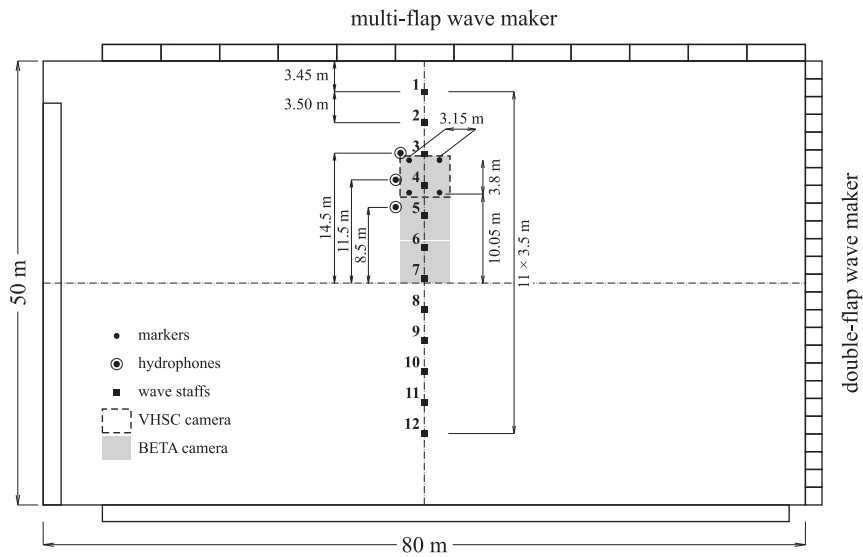 multi-flap wave maker
3.45 m
3.50 m
1
2
3
4
5
6
7
8
9
10
11
12
3.15 m
3.8 m
10.05 m
11 × 3.5 m
14.5 m
11.5 m
8.5 m
50 m
double-flap wave maker
markers
hydrophones
wave staffs
VHSC camera
BETA camera
80 m